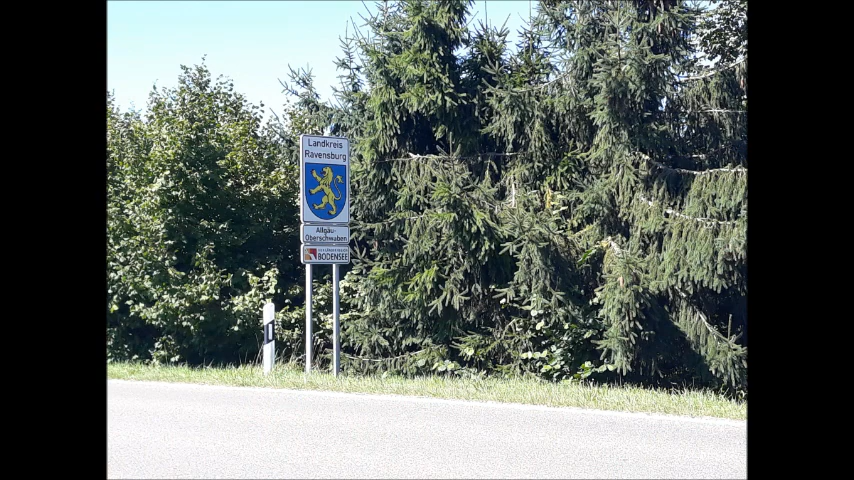 Landkreis
Ravensburg
Allgäu-
Oberschwaben
BODENSEE